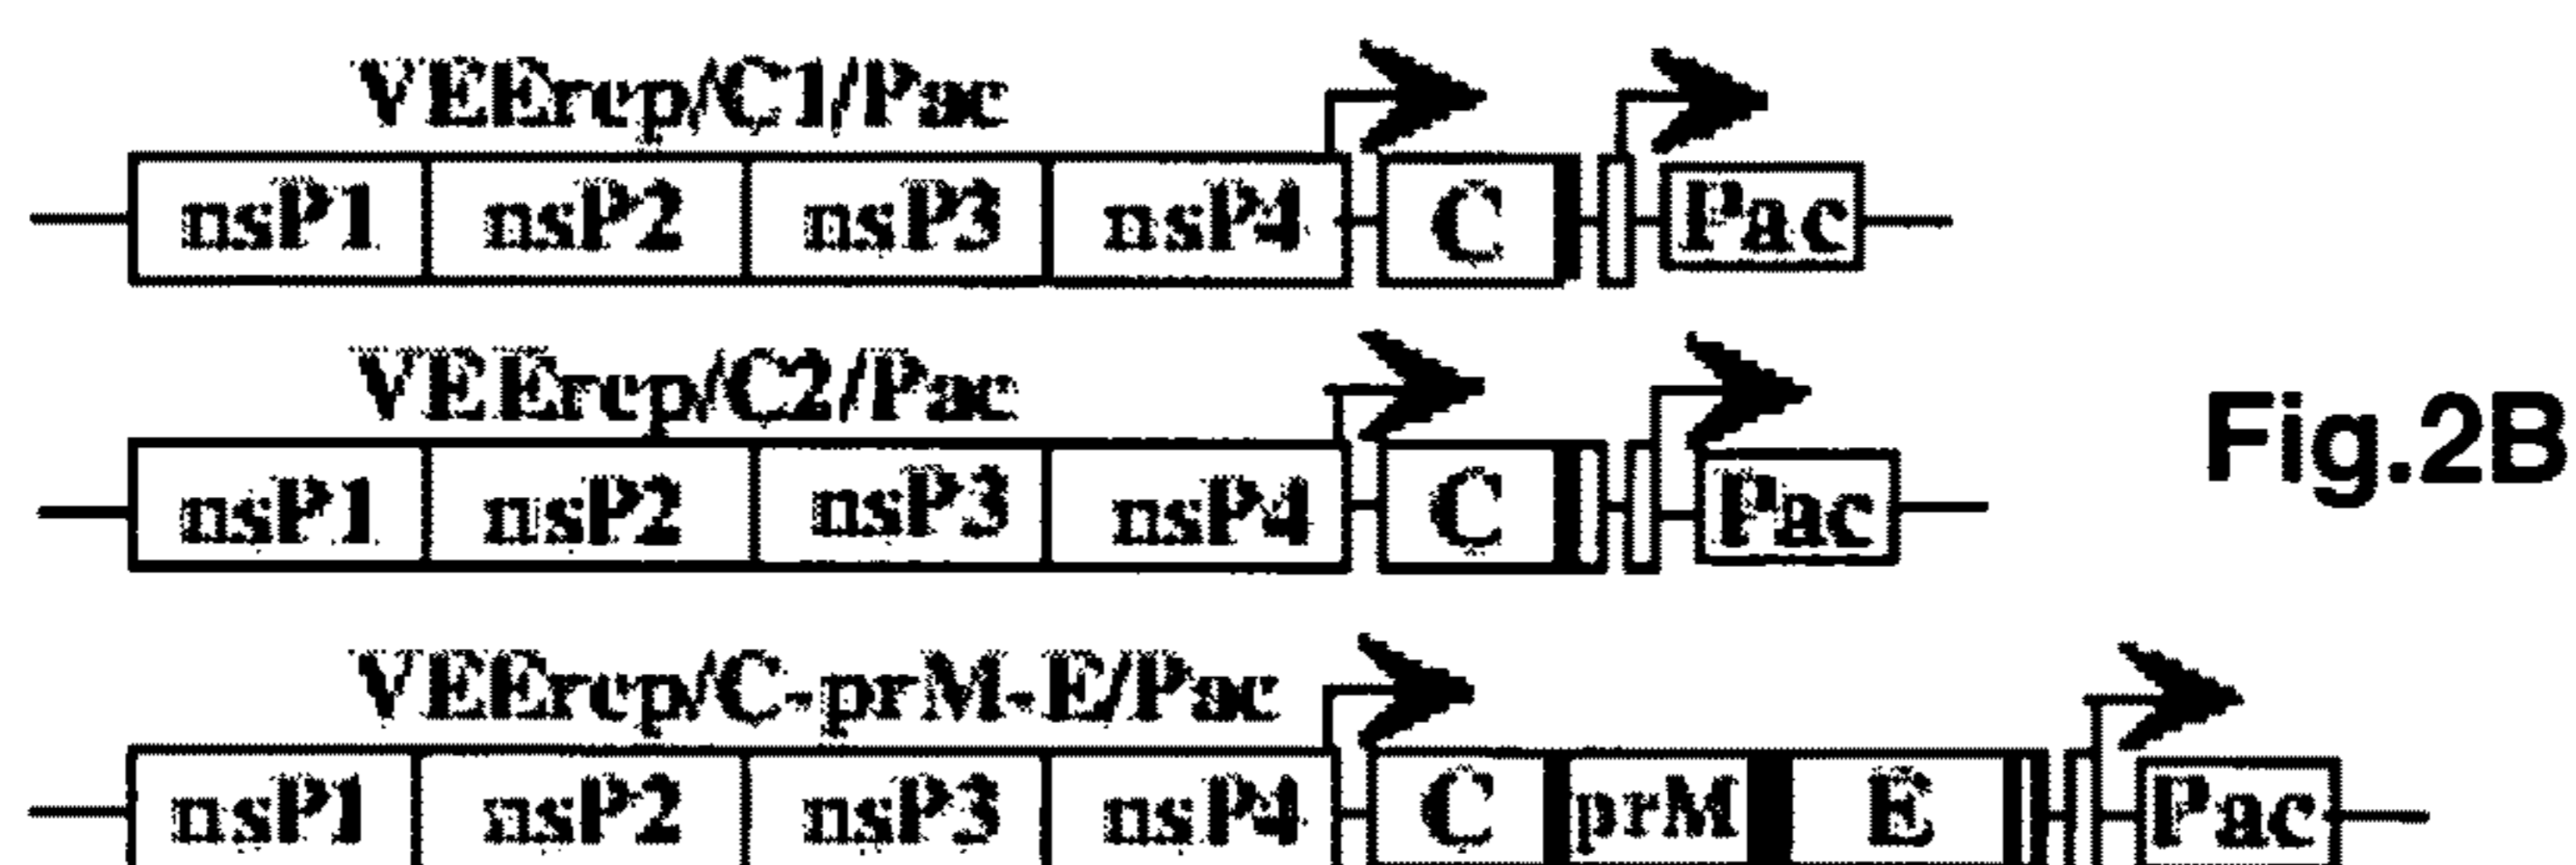 VEErep/C1/Pac
nsP1 nsP2 nsP3 nsP4 C Pac
VEErep/C2/Pac
nsP1 nsP2 nsP3 nsP4 C Pac
Fig.2B
VEErep/C-prM-E/Pac
nsP1 nsP2 nsP3 nsP4 C prM E Pac